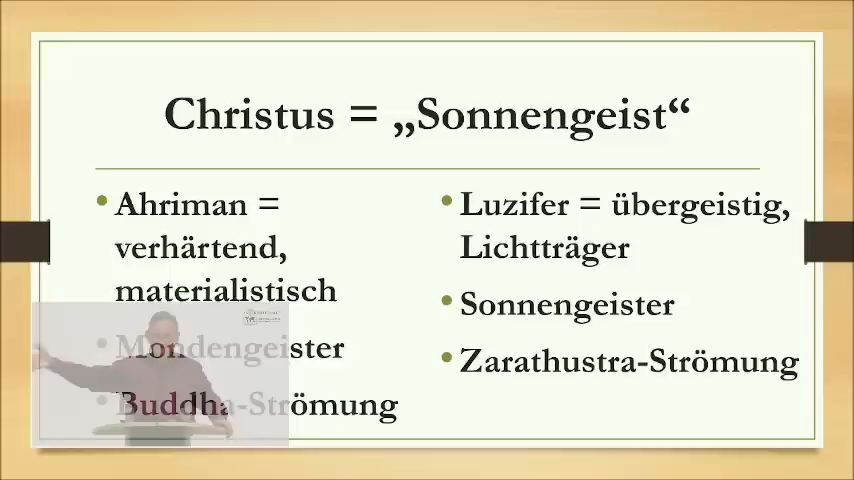 Christus = „Sonnengeist“
Ahriman =
verhärtend,
materialistisch
Mondengeister
Buddha-Strömung
Luzifer = übergeistig,
Lichtträger
Sonnengeister
Zarathustra-Strömung